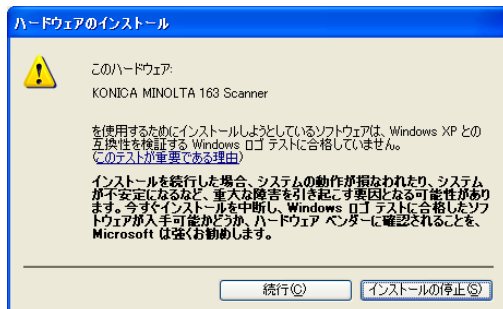 ハードウェアのインストール
このハードウェア:
KONICA MINOLTA 163 Scanner
を使用するためにインストールしようとしているソフトウェアは、Windows XP との
互換性を検証する Windows ロゴ テストに合格していません。
(このテストが重要である理由)
インストールを続行した場合、システムの動作が損なわれたり、システム
が不安定になるなど、重大な障害を引き起こす要因となる可能性があり
ます。今すぐインストールを中断し、Windows ロゴ テストに合格したソフ
トウェアが入手可能かどうか、ハードウェア ベンダーに確認されることを、
Microsoft は強くお勧めします。
続行(C)
インストールの停止(S)